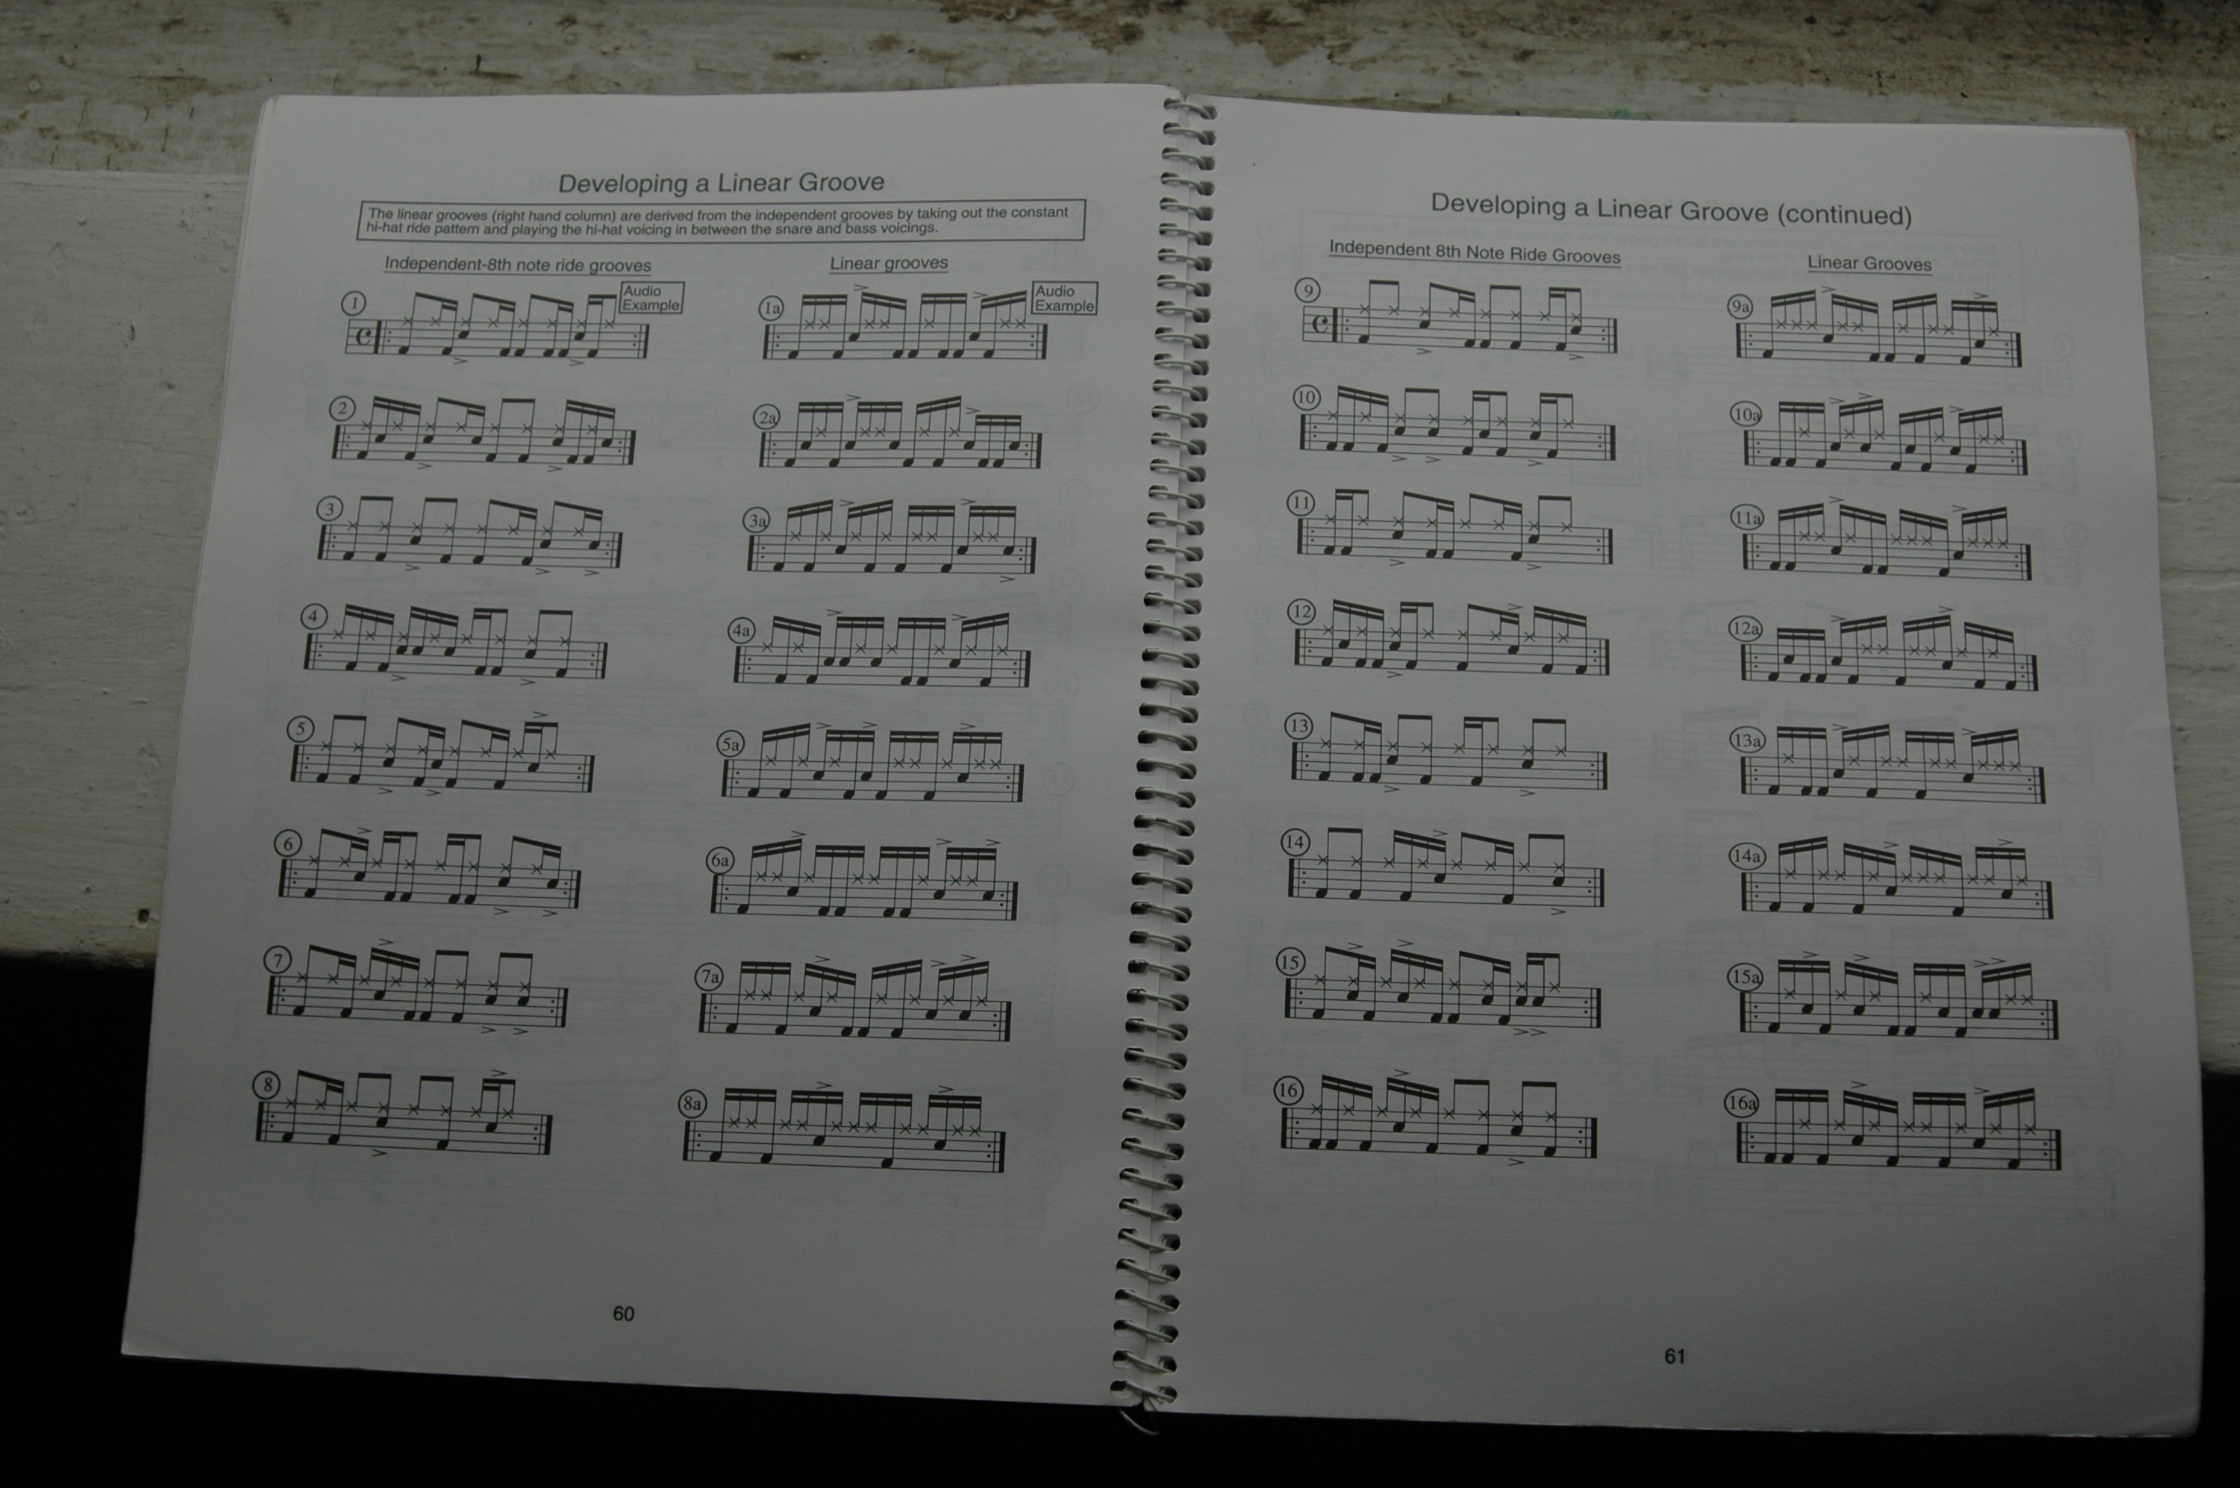 Developing a Linear Groove
The linear grooves (right hand column) are derived from the independent grooves by taking out the constant
hi-hat ride pattern and playing the hi-hat voicing in between the snare and bass voicings.
Independent-8th note ride grooves
Linear grooves
1
Audio
Example
1a
Audio
Example
2
2a
3
3a
4
4a
5
5a
6
6a
7
7a
8
8a
60
Developing a Linear Groove (continued)
Independent 8th Note Ride Grooves
Linear Grooves
9
9a
10
10a
11
11a
12
12a
13
13a
14
14a
15
15a
16
16a
61